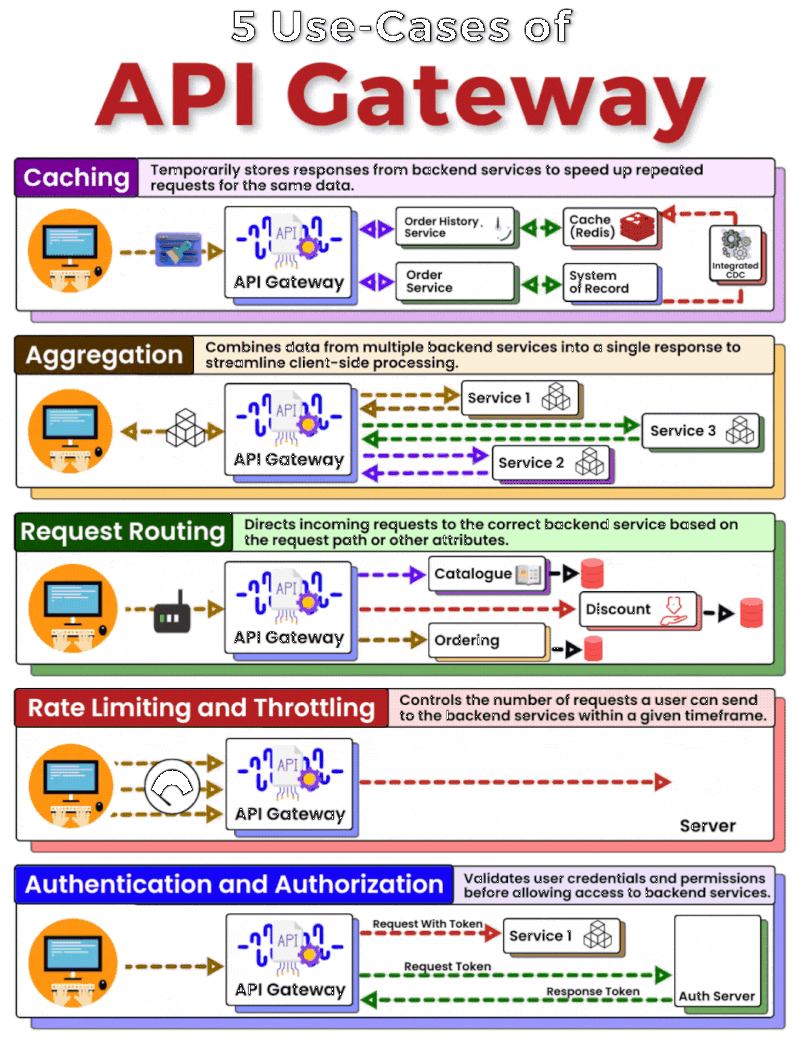 5 Use-Cases of
API Gateway
Caching
Temporarily stores responses from backend services to speed up repeated
requests for the same data.
API
API Gateway
Order History
Service
Cache
(Redis)
Integrated
CDC
Order
Service
System
of Record
Aggregation
Combines data from multiple backend services into a single response to
streamline client-side processing.
API
API Gateway
Service 1
Service 3
Service 2
Request Routing
Directs incoming requests to the correct backend service based on
the request path or other attributes.
API
API Gateway
Catalogue
Discount
Ordering
Rate Limiting and Throttling
Controls the number of requests a user can send
to the backend services within a given timeframe.
API
API Gateway
Server
Authentication and Authorization
Validates user credentials and permissions
before allowing access to backend services.
API
API Gateway
Request With Token
Service 1
Request Token
Response Token
Auth Server